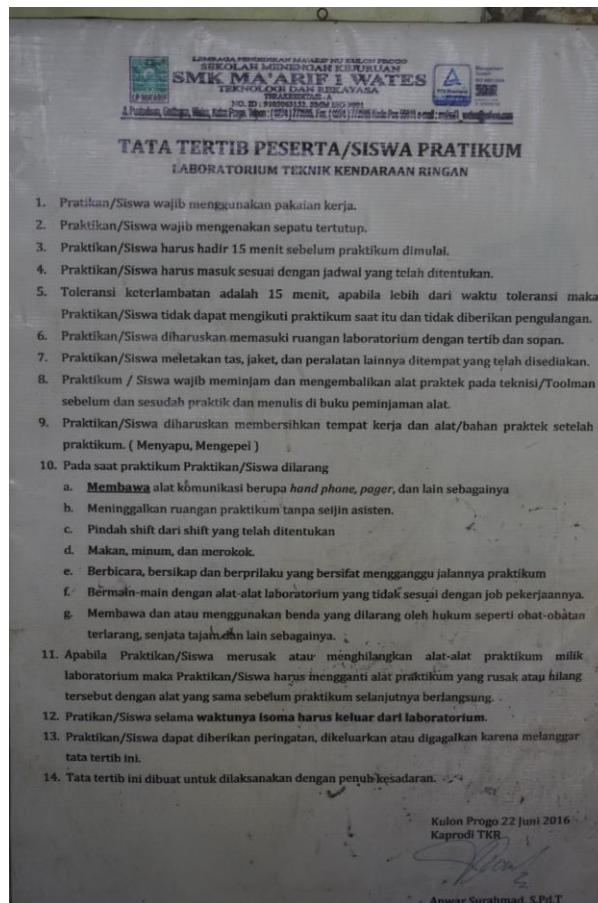 LEMBAGA PENDIDIKAN MA'ARIF NU KULON PROGO
SEKOLAH MENENGAH KEJURUAN
SMK MA'ARIF 1 WATES
TEKNOLOGI DAN REKAYASA
TERAKREDITASI : A
LP MA'ARIF
TATA TERTIB PESERTA/SISWA PRATIKUM
LABORATORIUM TEKNIK KENDARAAN RINGAN
1. Pratikan/Siswa wajib menggunakan pakaian kerja.
2. Praktikan/Siswa wajib mengenakan sepatu tertutup.
3. Praktikan/Siswa harus hadir 15 menit sebelum praktikum dimulai.
4. Praktikan/Siswa harus masuk sesuai dengan jadwal yang telah ditentukan.
5. Toleransi keterlambatan adalah 15 menit, apabila lebih dari waktu toleransi maka
Praktikan/Siswa tidak dapat mengikuti praktikum saat itu dan tidak diberikan pengulangan.
6. Praktikan/Siswa diharuskan memasuki ruangan laboratorium dengan tertib dan sopan.
7. Praktikan/Siswa meletakan tas, jaket, dan peralatan lainnya ditempat yang telah disediakan.
8. Praktikum / Siswa wajib meminjam dan mengembalikan alat praktek pada teknisi/Toolman
sebelum dan sesudah praktik dan menulis di buku peminjaman alat.
9. Praktikan/Siswa diharuskan membersihkan tempat kerja dan alat/bahan praktek setelah
praktikum. ( Menyapu, Mengepel )
10. Pada saat praktikum Praktikan/Siswa dilarang
a. Membawa alat komunikasi berupa hand phone, pager, dan lain sebagainya
b. Meninggalkan ruangan praktikum tanpa seijin asisten.
c. Pindah shift dari shift yang telah ditentukan
d. Makan, minum, dan merokok.
e. Berbicara, bersikap dan berprilaku yang bersifat mengganggu jalannya praktikum
f. Bermain-main dengan alat-alat laboratorium yang tidak sesuai dengan job pekerjaannya.
g. Membawa dan atau menggunakan benda yang dilarang oleh hukum seperti obat-obatan
terlarang, senjata tajam dan lain sebagainya.
11. Apabila Praktikan/Siswa merusak atau menghilangkan alat-alat praktikum milik
laboratorium maka Praktikan/Siswa harus mengganti alat praktikum yang rusak atau hilang
tersebut dengan alat yang sama sebelum praktikum selanjutnya berlangsung.
12. Pratikan/Siswa selama waktunya isoma harus keluar dari laboratorium.
13. Praktikan/Siswa dapat diberikan peringatan, dikeluarkan atau digagalkan karena melanggar
tata tertib ini.
14. Tata tertib ini dibuat untuk dilaksanakan dengan penuh kesadaran.
Kulon Progo 22 Juni 2016
Kaprodi TKR
Anwar Surahmad, S.Pd.T